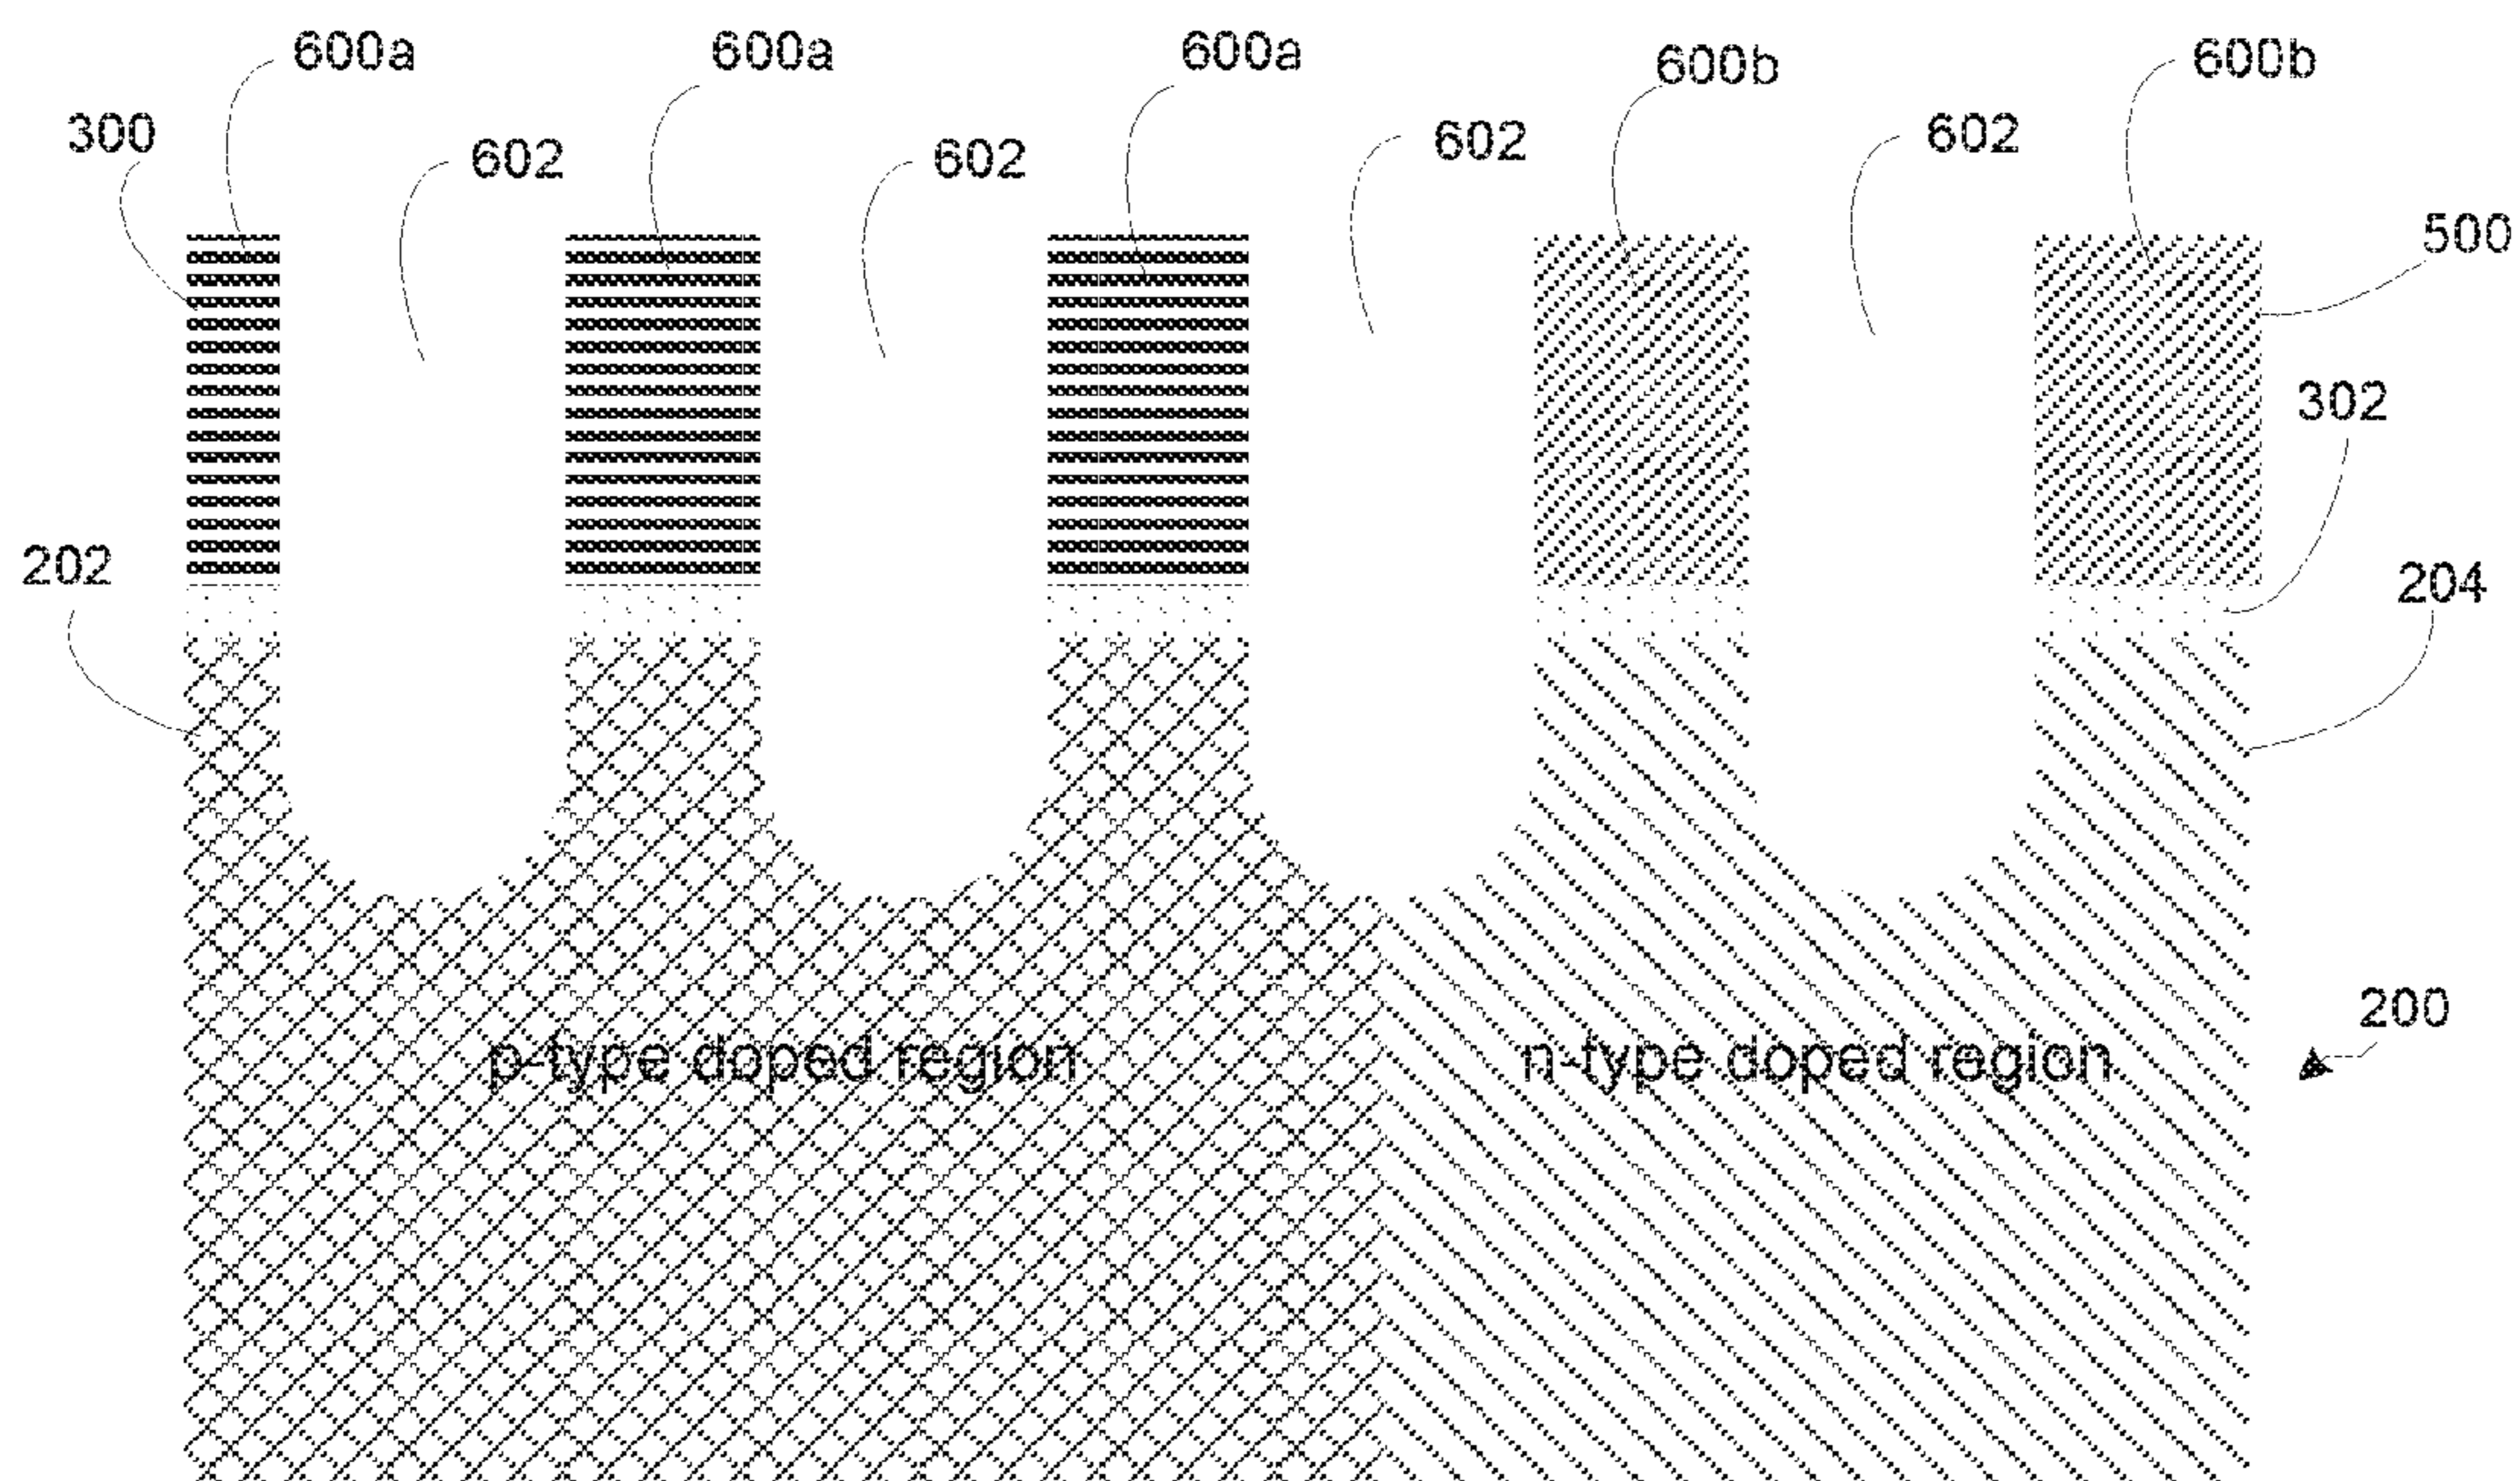 600a 600a 600a 600b 600b
300 602 602 602 602
500
302
202 204
200
p-type doped region n-type doped region